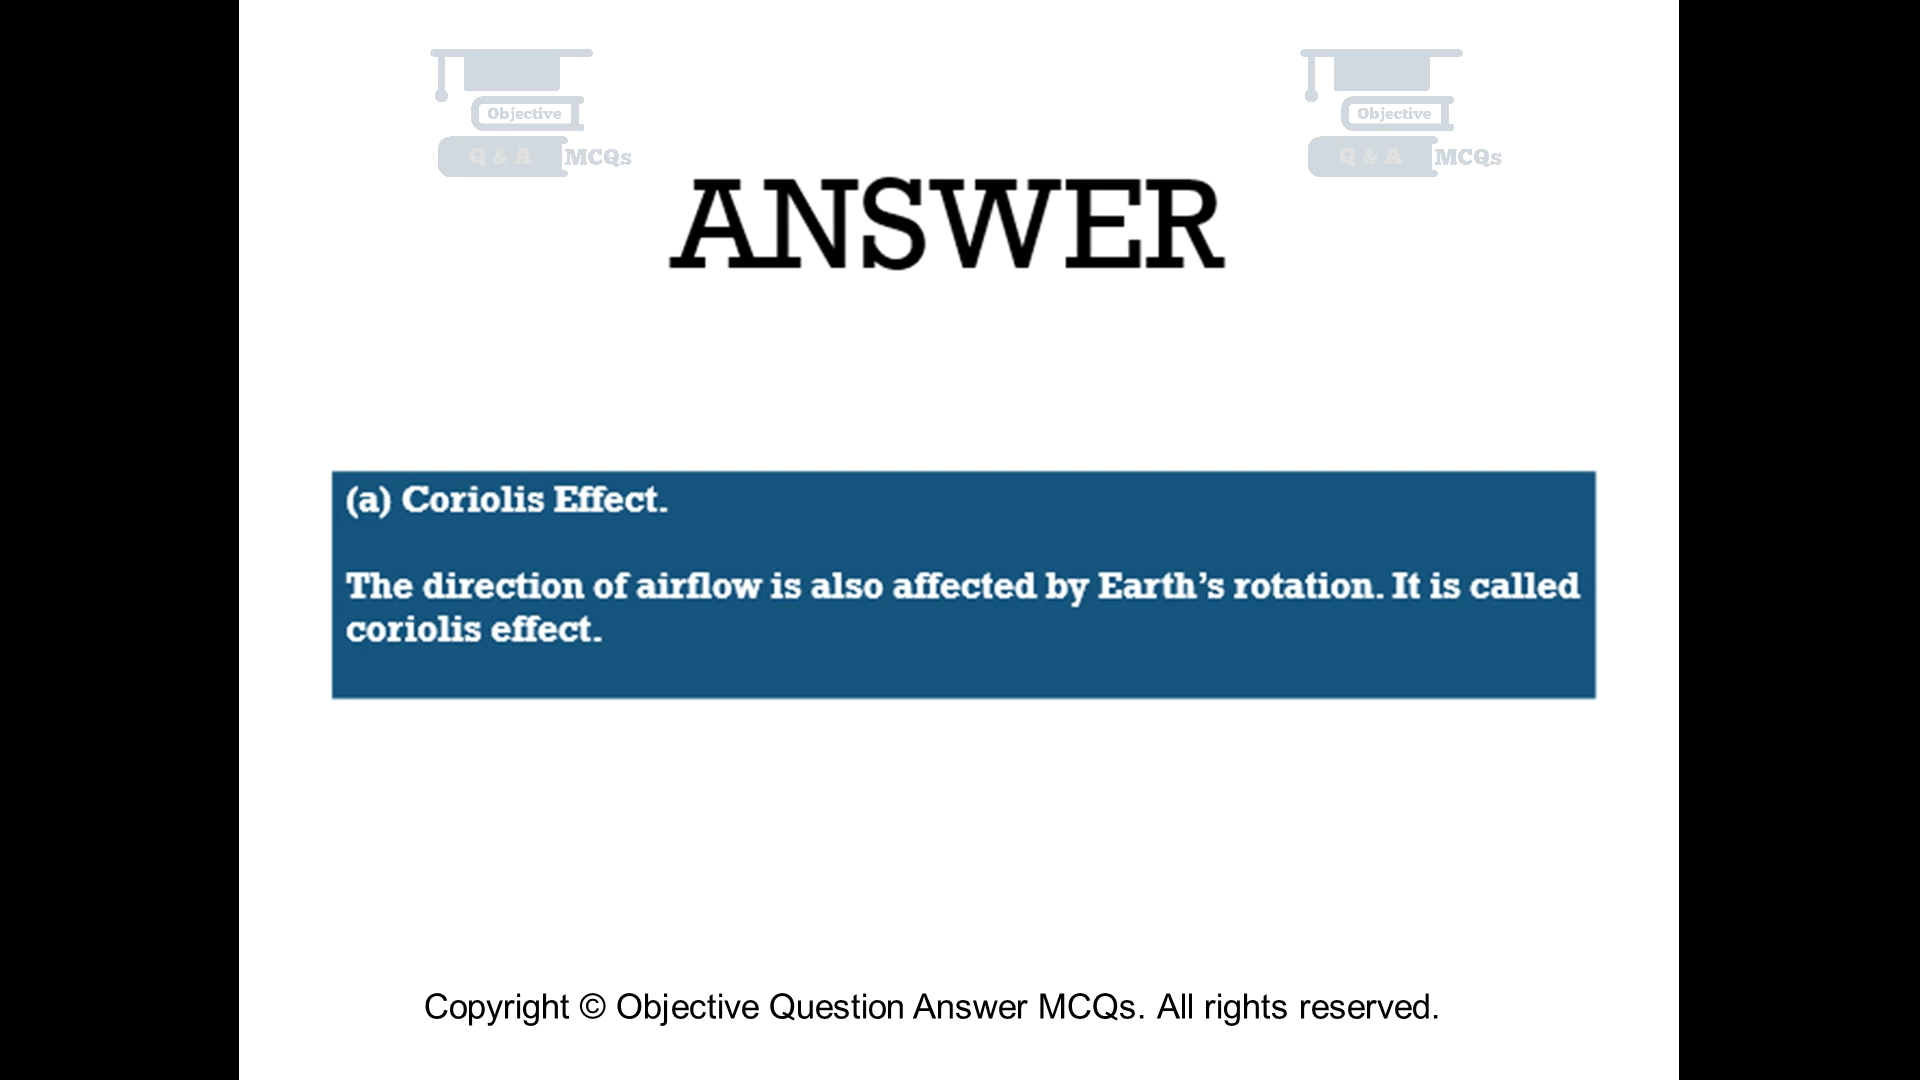 Objective
Q & A MCQs
Objective
Q & A MCQs
ANSWER
(a) Coriolis Effect.
The direction of airflow is also affected by Earth’s rotation. It is called
coriolis effect.
Copyright © Objective Question Answer MCQs. All rights reserved.